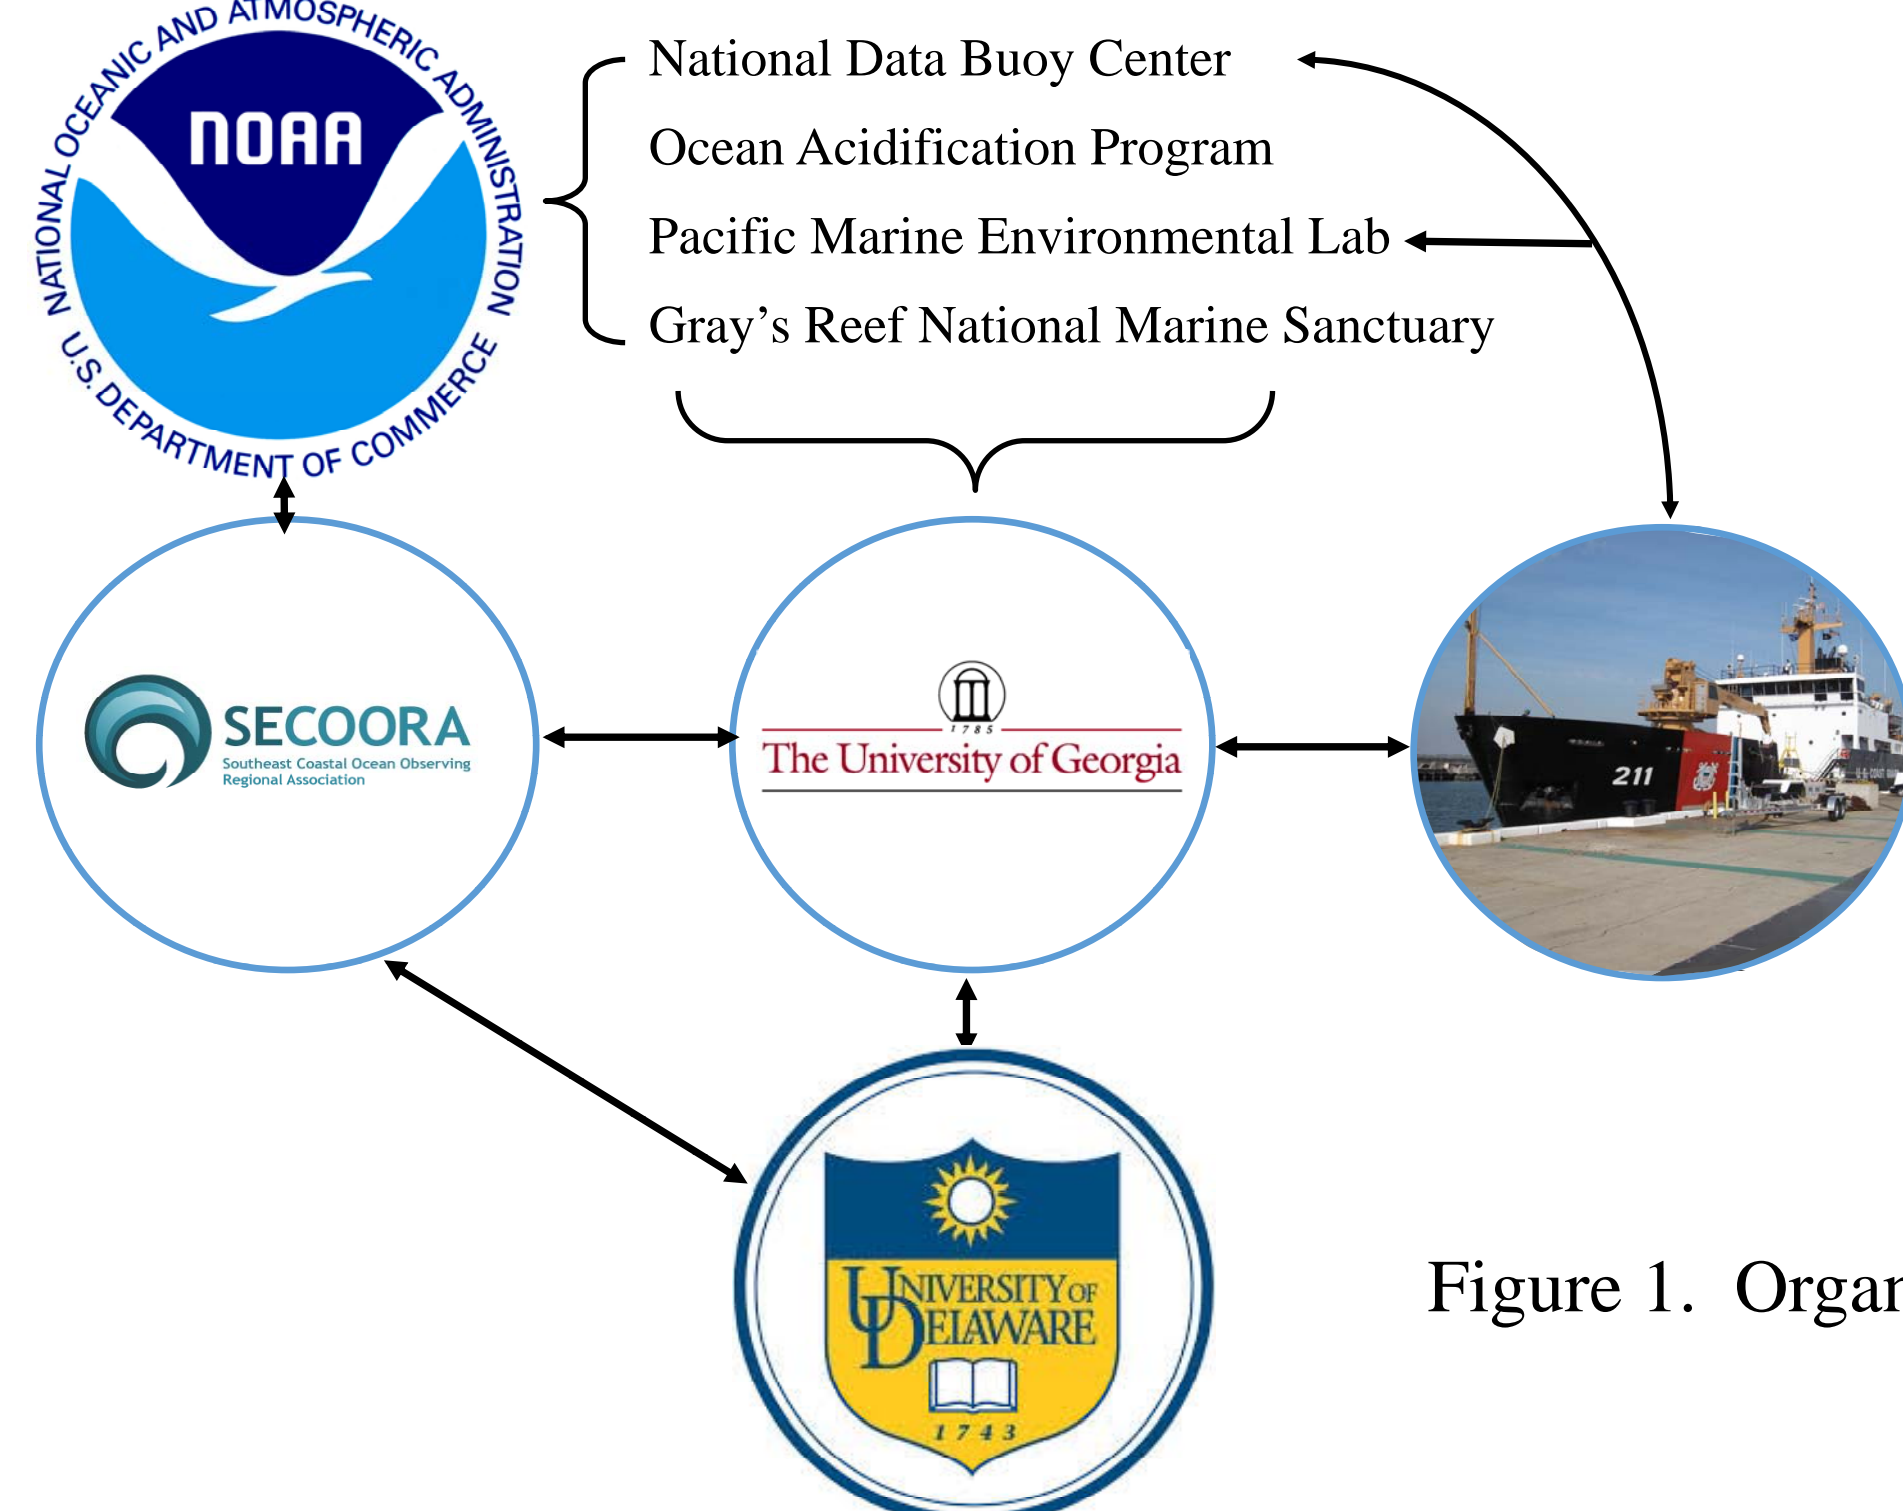 NATIONAL OCEANIC AND ATMOSPHERIC ADMINISTRATION
U.S. DEPARTMENT OF COMMERCE
NOAA
National Data Buoy Center
Ocean Acidification Program
Pacific Marine Environmental Lab
Gray’s Reef National Marine Sanctuary
SECOORA
Southeast Coastal Ocean Observing
Regional Association
1785
The University of Georgia
211
U.S. COAST
UNIVERSITY OF
DELAWARE
1743
Figure 1. Organ